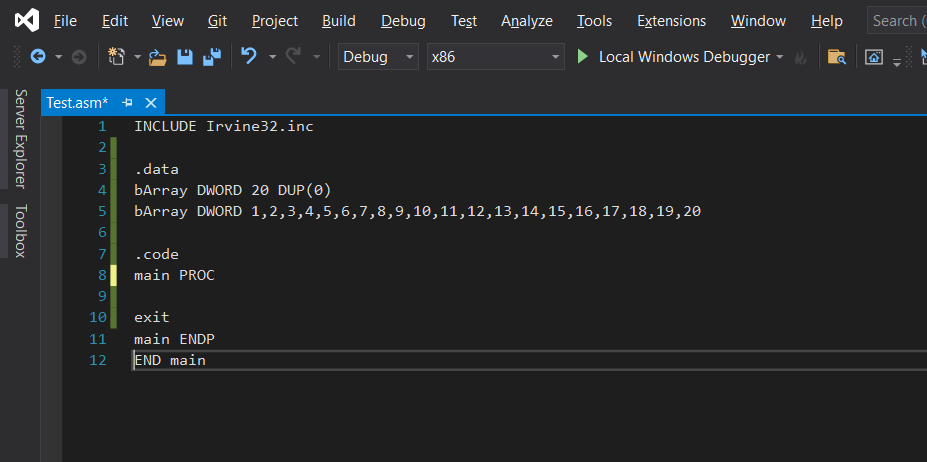 File Edit View Git Project Build Debug Test Analyze Tools Extensions Window Help Search (
Debug x86 Local Windows Debugger
Server Explorer
Toolbox
Test.asm*
1 INCLUDE Irvine32.inc
2
3 .data
4 bArray DWORD 20 DUP(0)
5 bArray DWORD 1,2,3,4,5,6,7,8,9,10,11,12,13,14,15,16,17,18,19,20
6
7 .code
8 main PROC
9
10 exit
11 main ENDP
12 END main